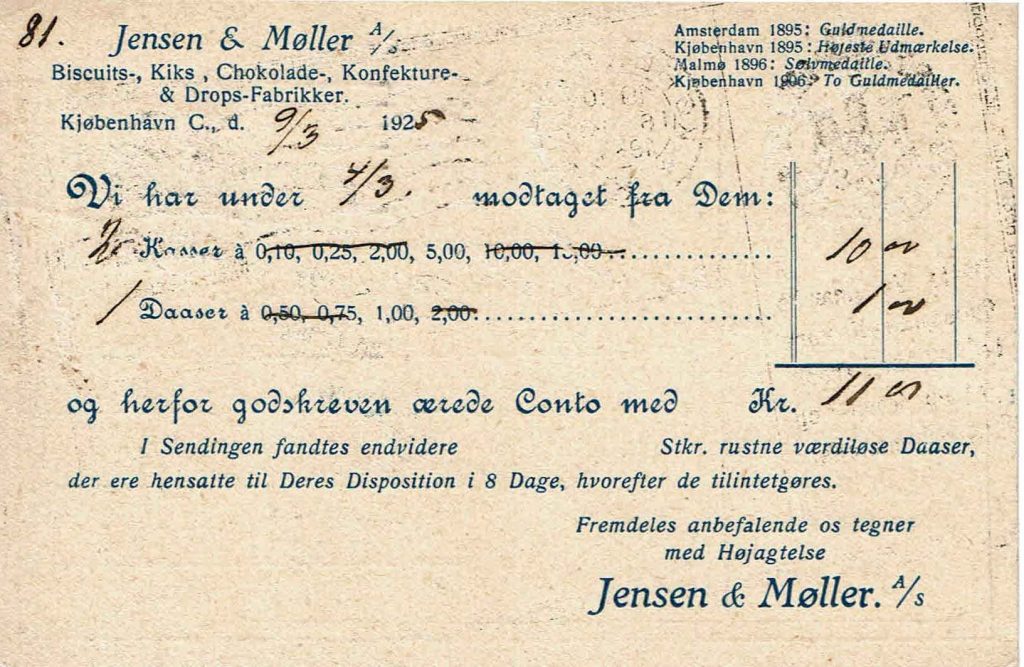 81.
Jensen & Møller A/s
Biscuits-, Kiks, Chokolade-, Konfekture-
& Drops-Fabrikker.
Kjøbenhavn C., d. 9/3 1925
Amsterdam 1895: Guldmedaille.
Kjøbenhavn 1895: Højeste Udmærkelse.
Malmø 1896: Sølvmedaille.
Kjøbenhavn 1906: To Guldmedailler.
Vi har under 4/3. modtaget fra Dem:
2 Kasser à 0,10, 0,25, 2,00, 5,00, 10,00, 15,00 10 00
1 Daaser à 0,50, 0,75, 1,00, 2,00 1 00
og herfor godskreven ærede Conto med Kr. 11 00
I Sendingen fandtes endvidere Stkr. rustne værdiløse Daaser,
der ere hensatte til Deres Disposition i 8 Dage, hvorefter de tilintetgøres.
Fremdeles anbefalende os tegner
med Højagtelse
Jensen & Møller. A/s